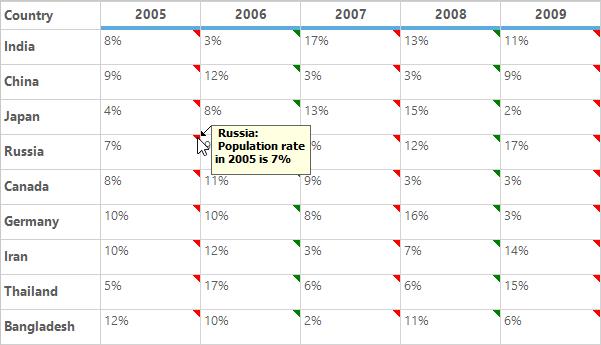 Country 2005 2006 2007 2008 2009
India 8% 3% 17% 13% 11%
China 9% 12% 3% 3% 9%
Japan 4% 8% 13% 15% 2%
Russia 7% 12% 17%
Russia:
Population rate
in 2005 is 7%
Canada 8% 11% 9% 3% 3%
Germany 10% 10% 8% 16% 3%
Iran 10% 12% 3% 7% 14%
Thailand 5% 17% 6% 6% 15%
Bangladesh 12% 10% 2% 11% 6%